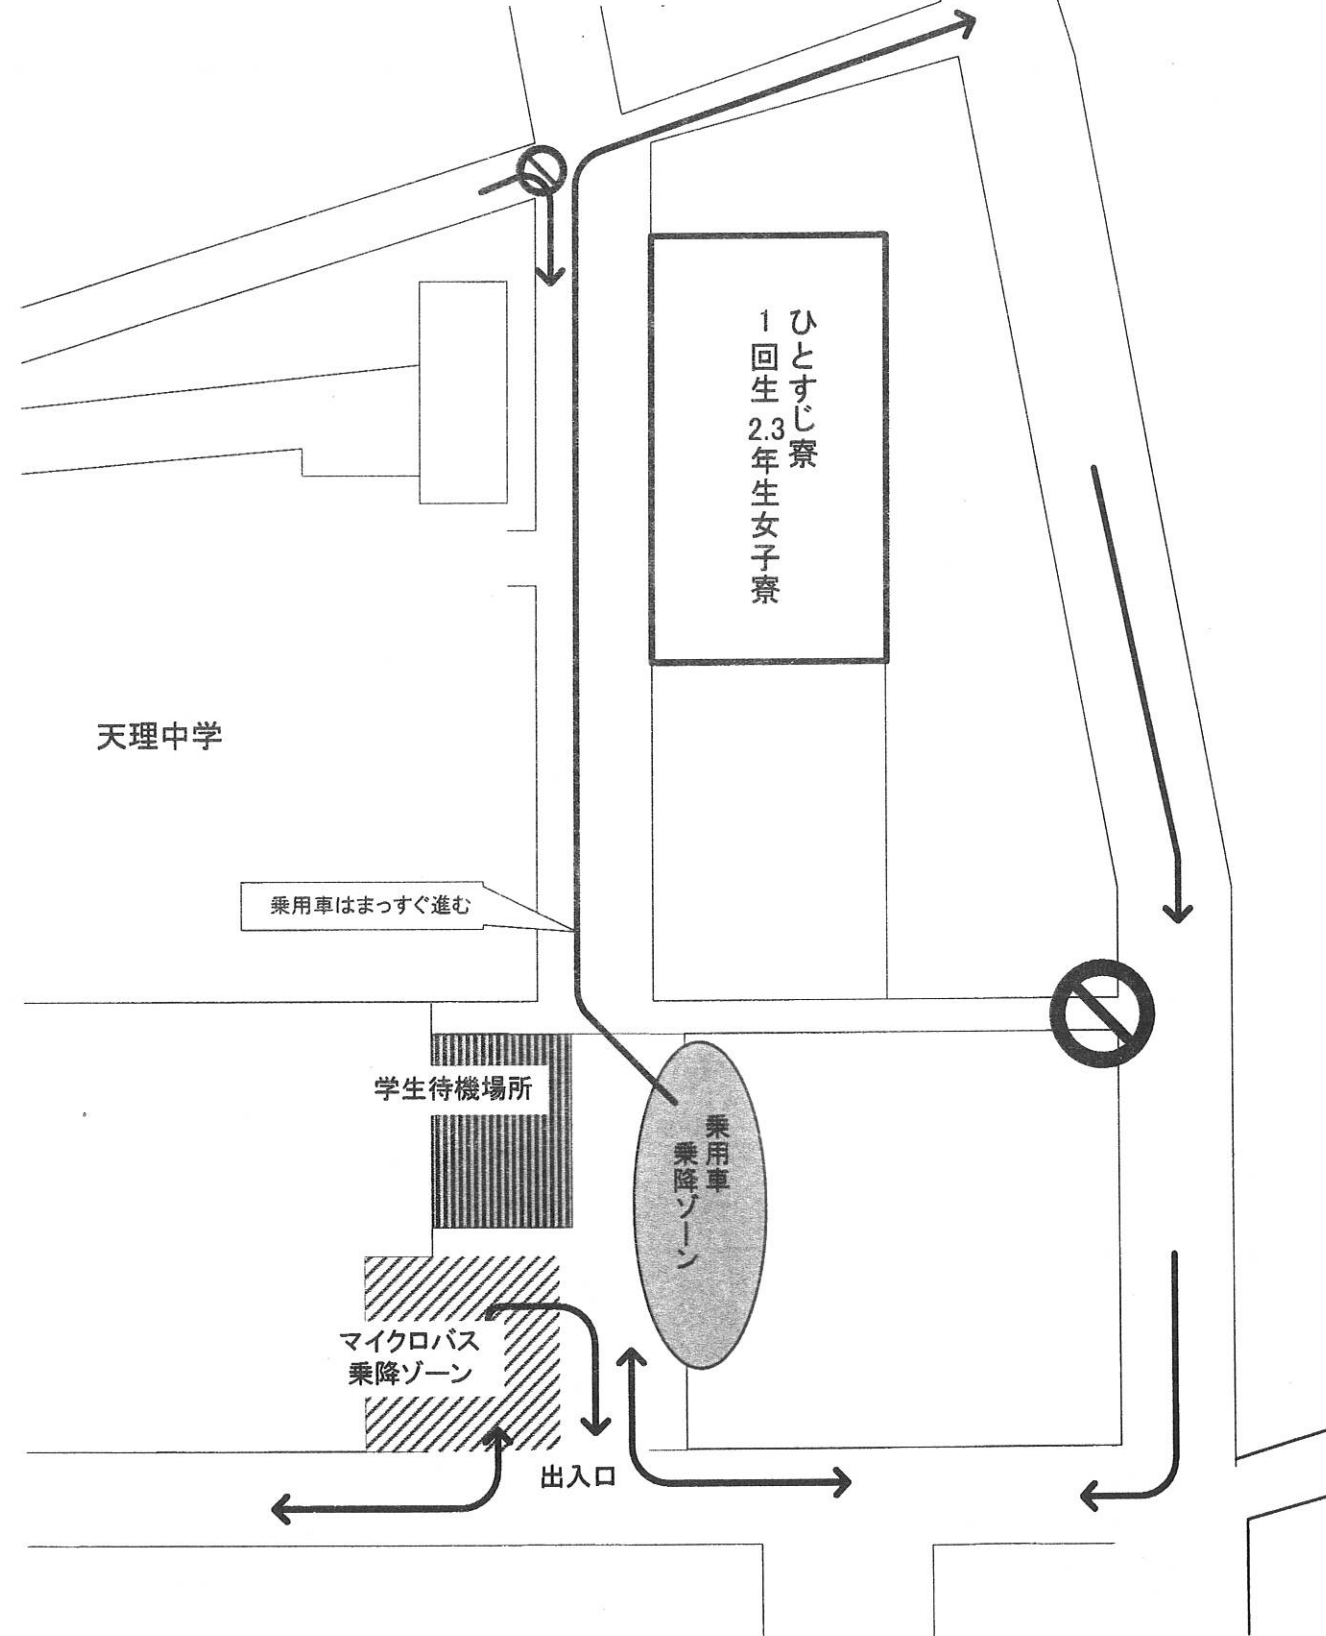 ひとすじ寮
1回生2.3年生女子寮
天理中学
乗用車はまっすぐ進む
学生待機場所
乗用車
乗降ゾーン
マイクロバス
乗降ゾーン
出入口